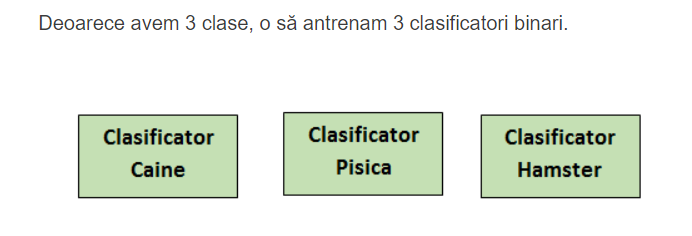 Deoarece avem 3 clase, o să antrenam 3 clasificatori binari.
Clasificator
Caine
Clasificator
Pisica
Clasificator
Hamster